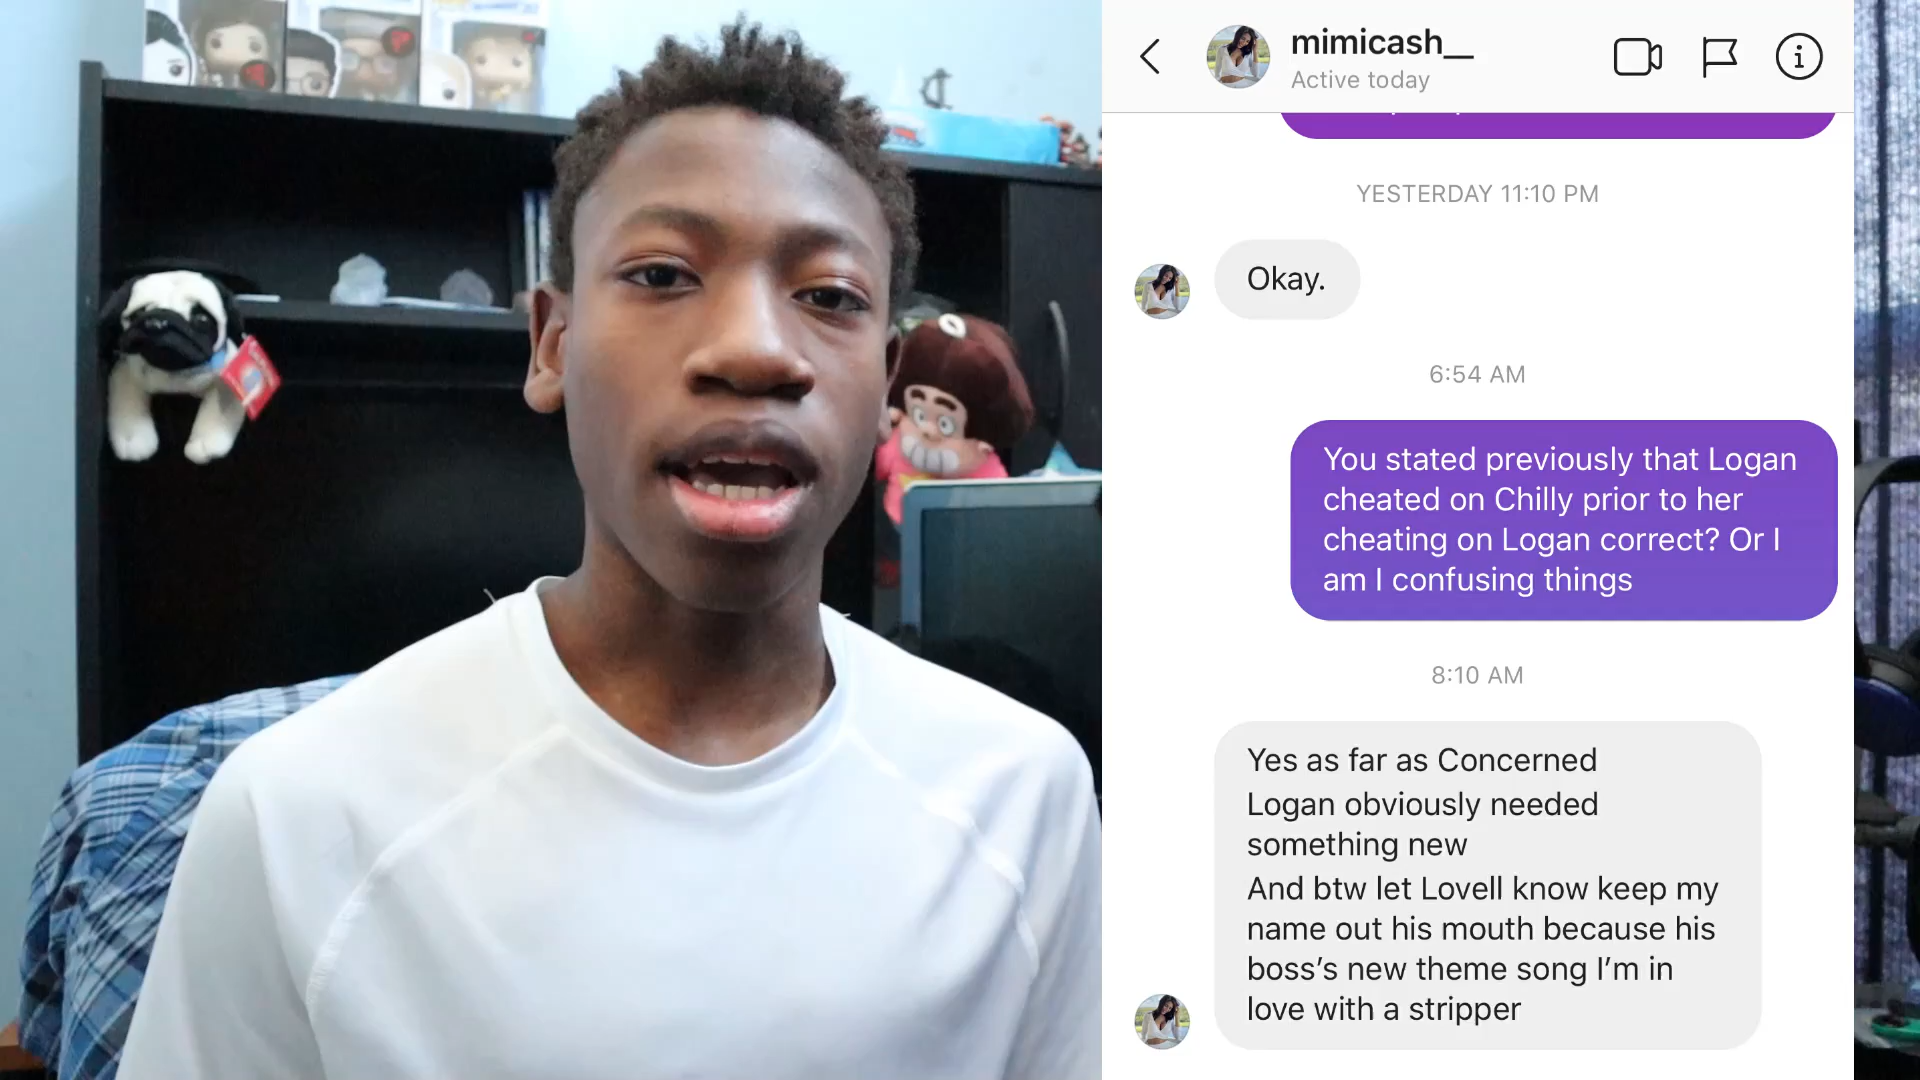 mimicash__
Active today
YESTERDAY 11:10 PM
Okay.
6:54 AM
You stated previously that Logan
cheated on Chilly prior to her
cheating on Logan correct? Or I
am I confusing things
8:10 AM
Yes as far as Concerned
Logan obviously needed
something new
And btw let Lovell know keep my
name out his mouth because his
boss's new theme song I'm in
love with a stripper